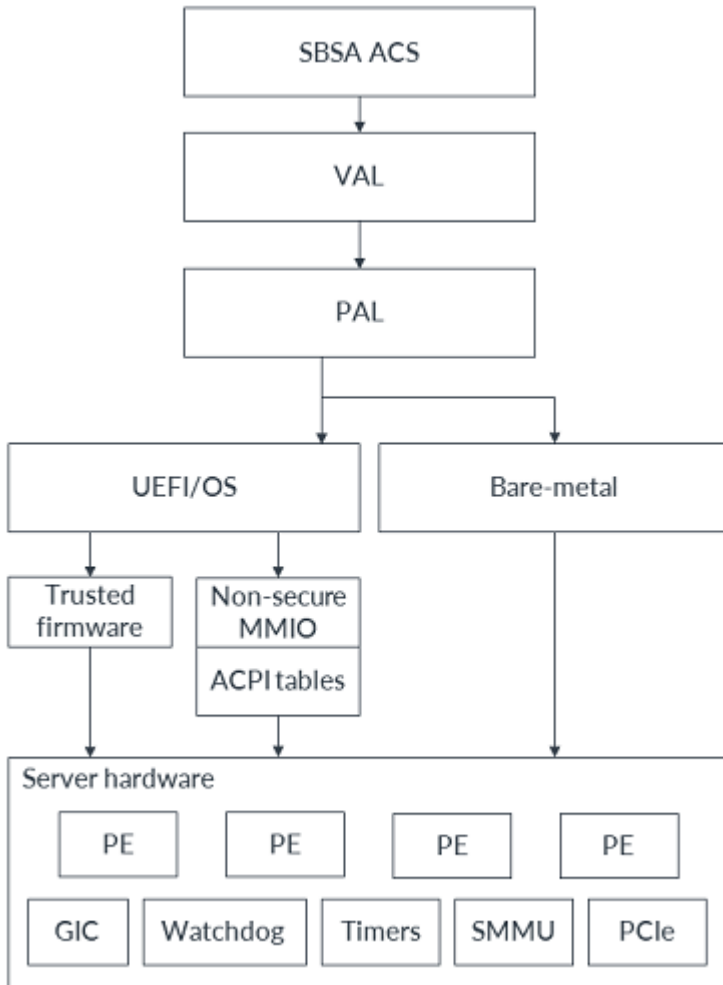 SBSA ACS
VAL
PAL
UEFI/OS
Bare-metal
Trusted
firmware
Non-secure
MMIO
ACPI tables
Server hardware
PE
PE
PE
PE
GIC
Watchdog
Timers
SMMU
PCIe